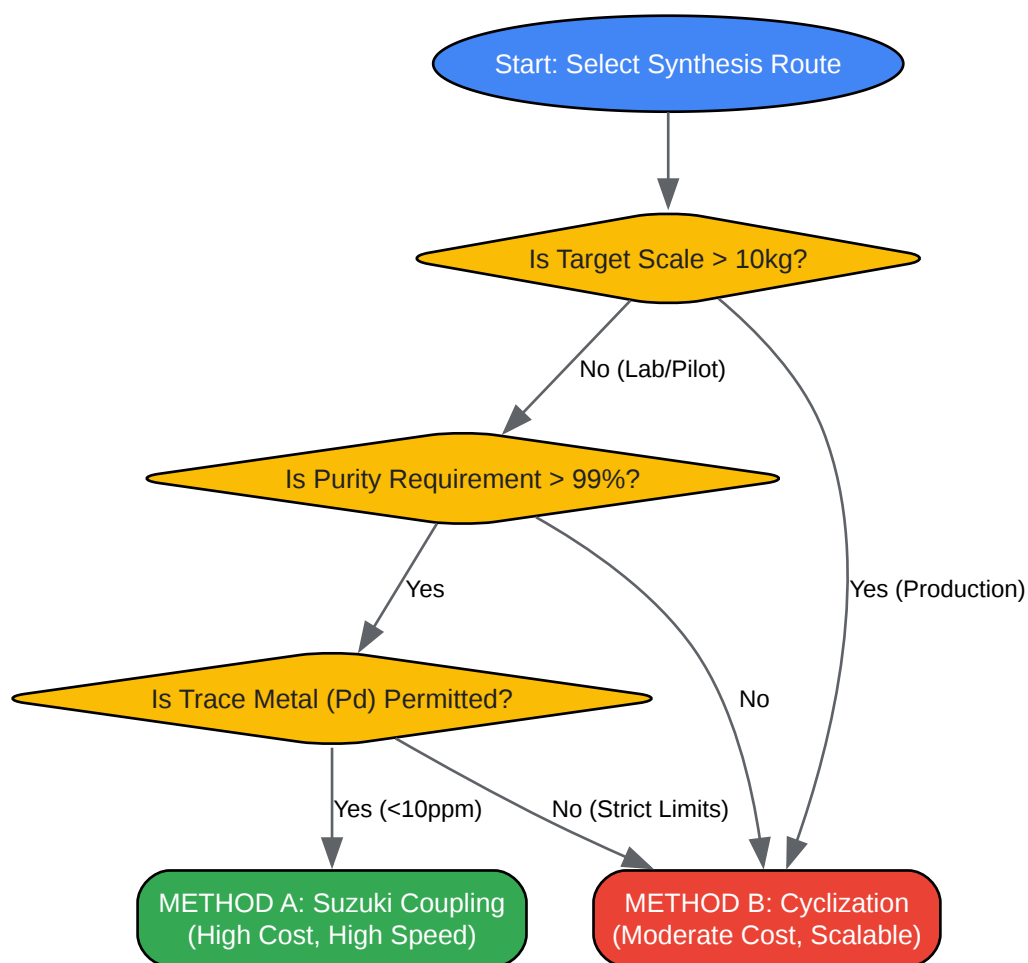 Start: Select Synthesis Route
Is Target Scale > 10kg?
No (Lab/Pilot)
Is Purity Requirement > 99%?
Yes
Yes (Production)
Is Trace Metal (Pd) Permitted?
No
Yes (<10ppm)
No (Strict Limits)
METHOD A: Suzuki Coupling
(High Cost, High Speed)
METHOD B: Cyclization
(Moderate Cost, Scalable)